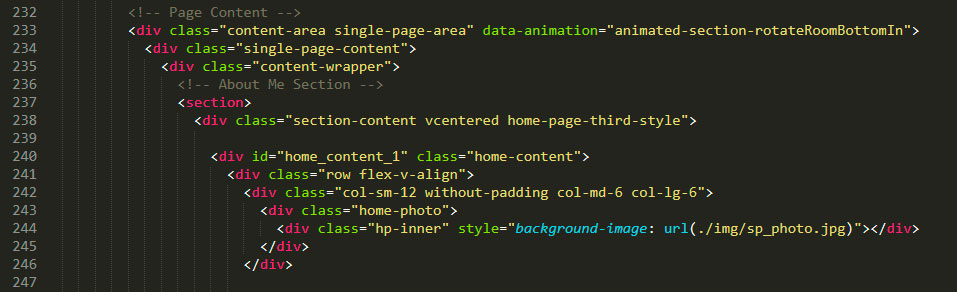 232 <!-- Page Content -->
233 <div class="content-area single-page-area" data-animation="animated-section-rotateRoomBottomIn">
234 <div class="single-page-content">
235 <div class="content-wrapper">
236 <!-- About Me Section -->
237 <section>
238 <div class="section-content vcentered home-page-third-style">
239
240 <div id="home_content_1" class="home-content">
241 <div class="row flex-v-align">
242 <div class="col-sm-12 without-padding col-md-6 col-lg-6">
243 <div class="home-photo">
244 <div class="hp-inner" style="background-image: url(./img/sp_photo.jpg)"></div>
245 </div>
246 </div>
247